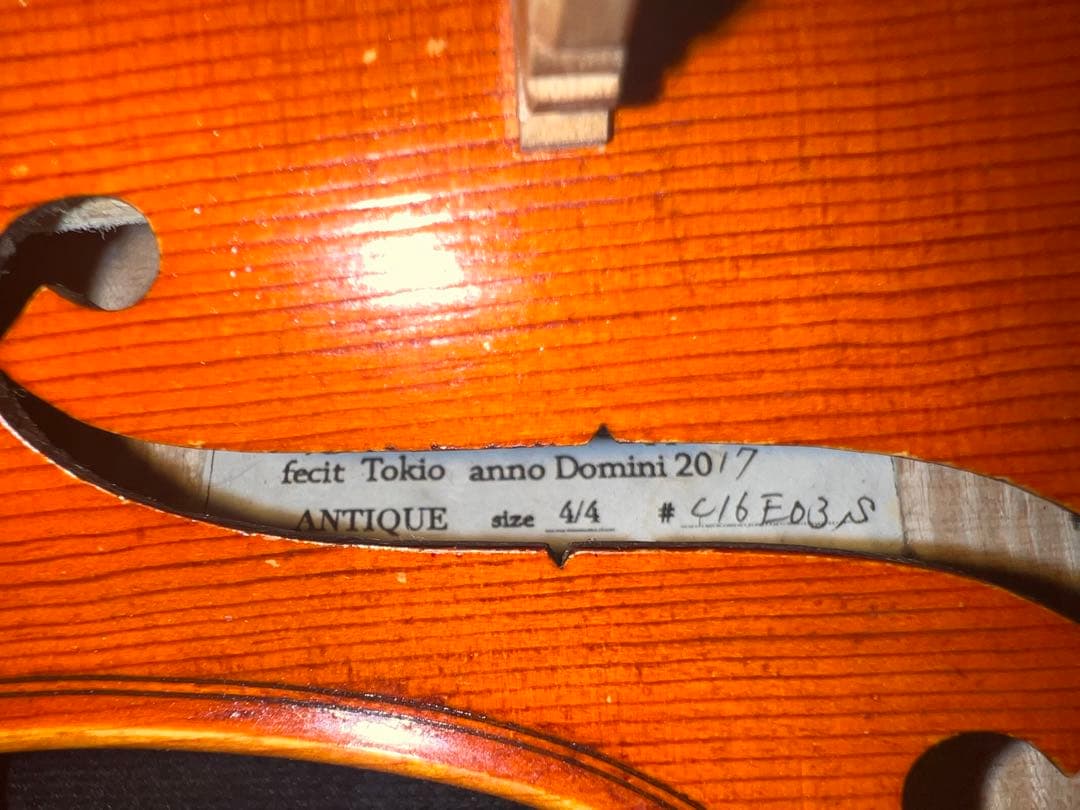 fecit Tokio anno Domini 2017
ANTIQUE size 4/4 # C16E03S